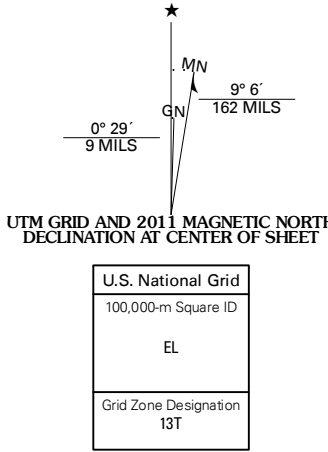 ★
MN
GN
9° 6´
162 MILS
0° 29´
9 MILS
UTM GRID AND 2011 MAGNETIC NORTH
DECLINATION AT CENTER OF SHEET
U.S. National Grid
100,000-m Square ID
EL
Grid Zone Designation
13T